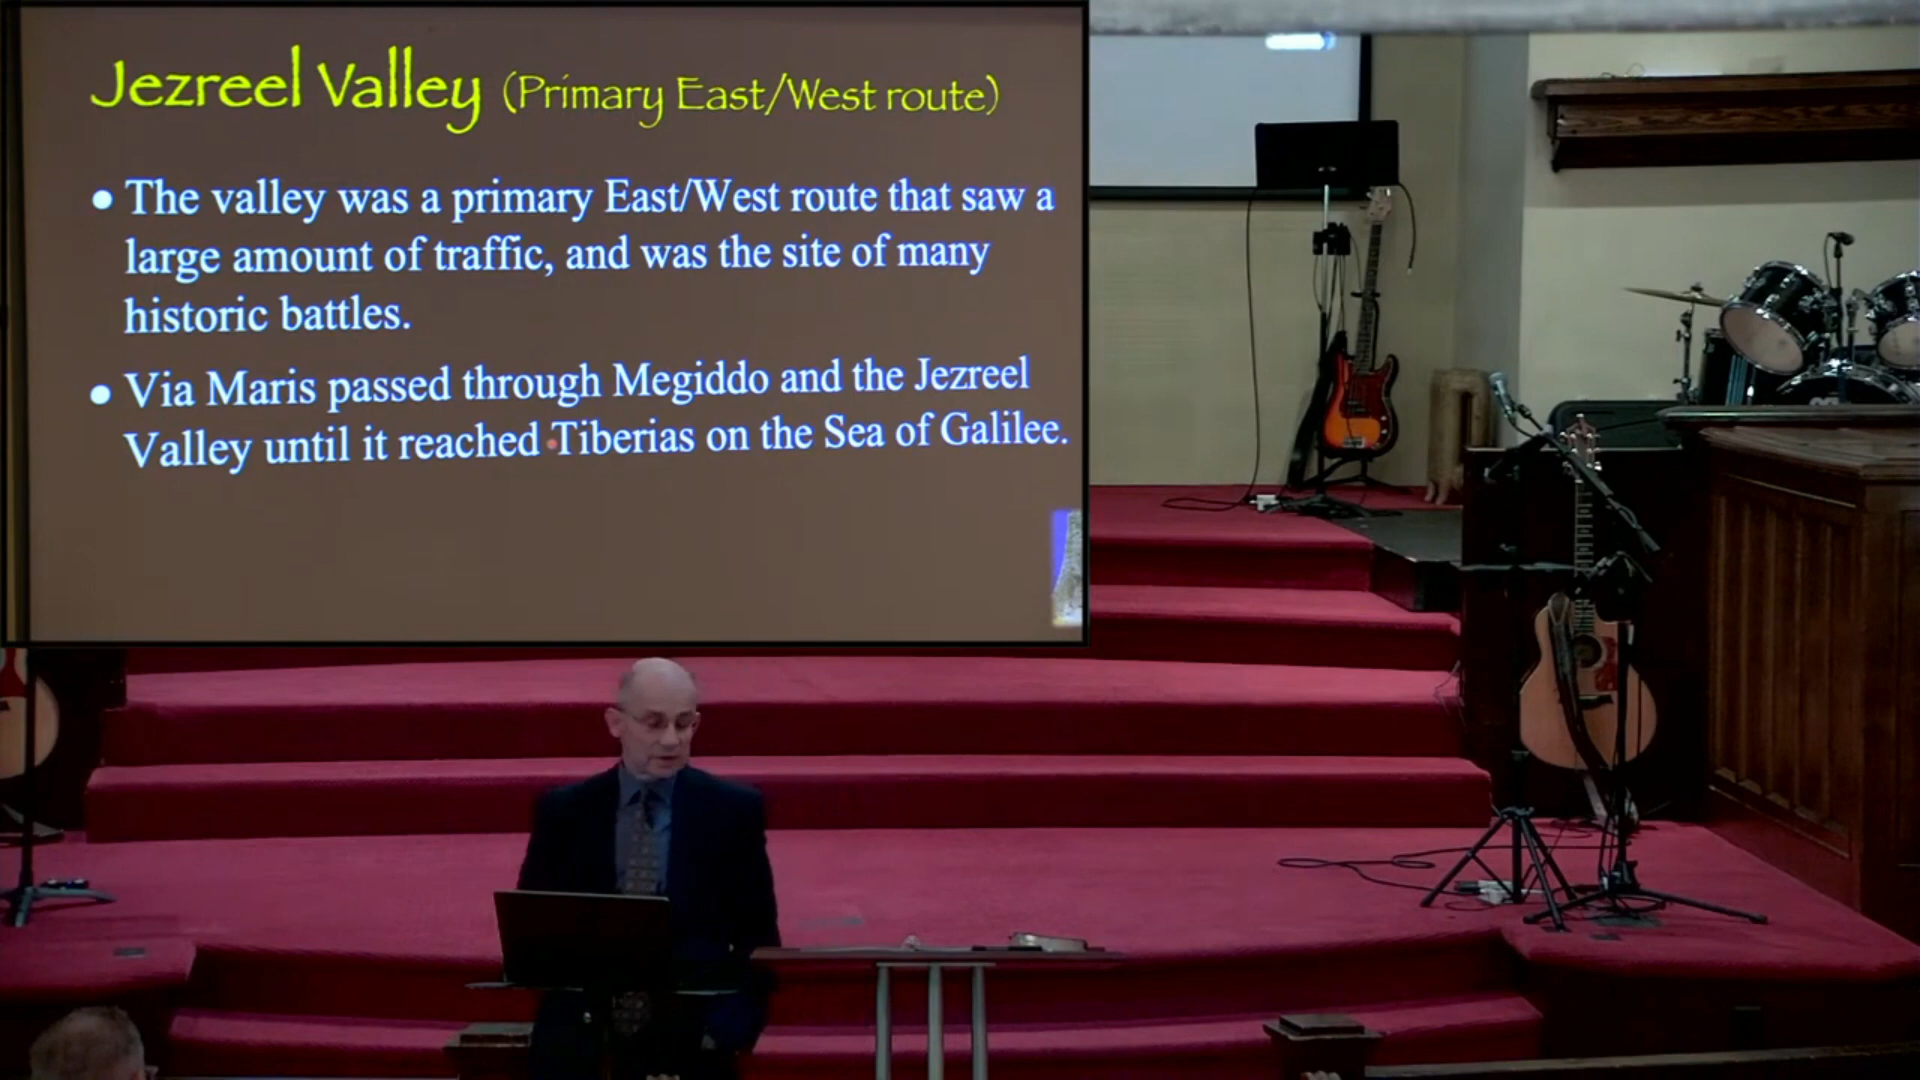 Jezreel Valley (Primary East/West route)
• The valley was a primary East/West route that saw a
large amount of traffic, and was the site of many
historic battles.
• Via Maris passed through Megiddo and the Jezreel
Valley until it reached Tiberias on the Sea of Galilee.